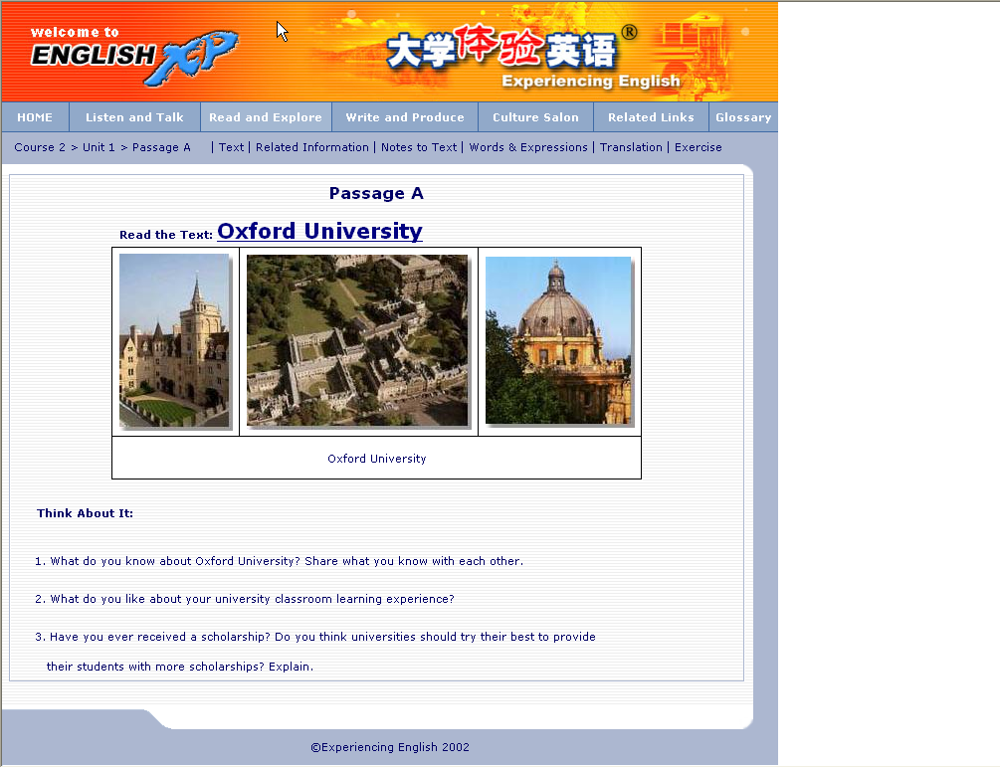 welcome to
ENGLISH XP
大学体验英语®
Experiencing English
HOME Listen and Talk Read and Explore Write and Produce Culture Salon Related Links Glossary
Course 2 > Unit 1 > Passage A | Text | Related Information | Notes to Text | Words & Expressions | Translation | Exercise
Passage A
Read the Text: Oxford University
Oxford University
Think About It:
1. What do you know about Oxford University? Share what you know with each other.
2. What do you like about your university classroom learning experience?
3. Have you ever received a scholarship? Do you think universities should try their best to provide
their students with more scholarships? Explain.
©Experiencing English 2002